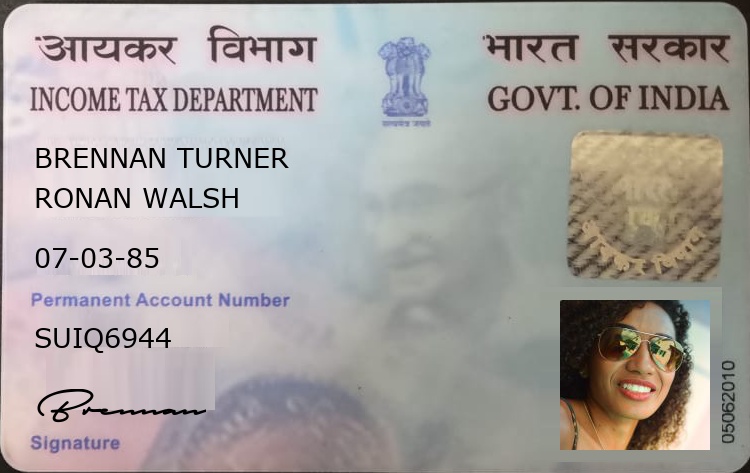 आयकर विभाग
भारत सरकार
INCOME TAX DEPARTMENT
GOVT. OF INDIA
सत्यमेव जयते
BRENNAN TURNER
RONAN WALSH
07-03-85
Permanent Account Number
SUIQ6944
Brennan
Signature
05062010